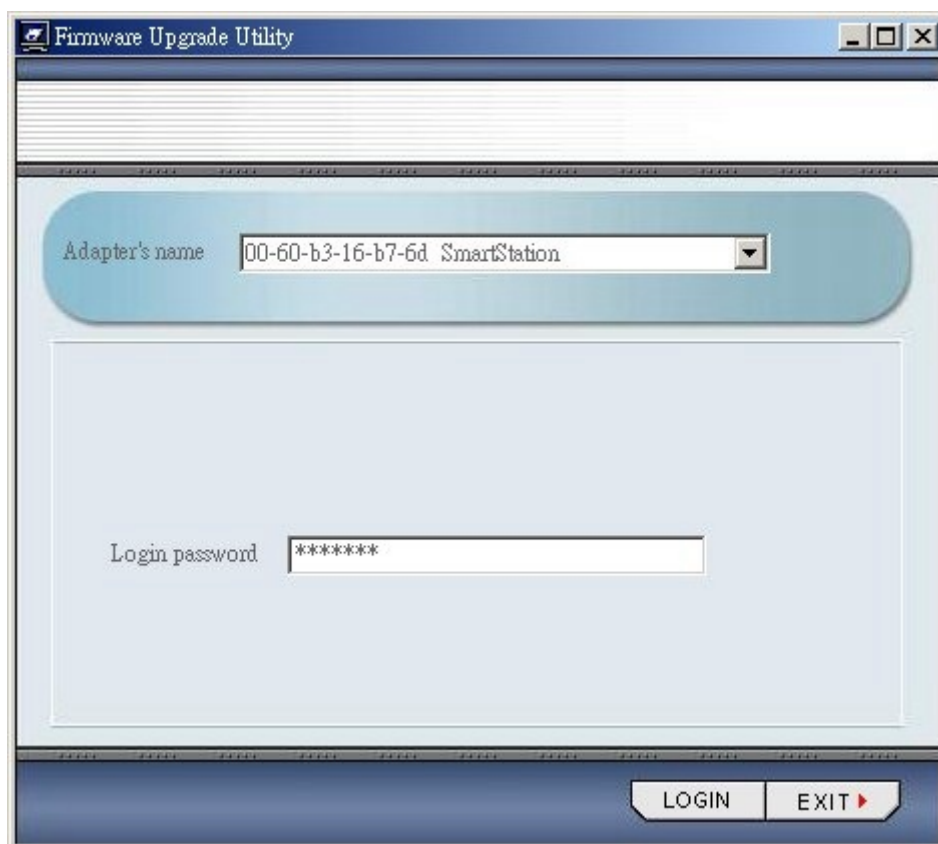 Firmware Upgrade Utility
Adapter's name 00-60-b3-16-b7-6d SmartStation
Login password *******
LOGIN EXIT